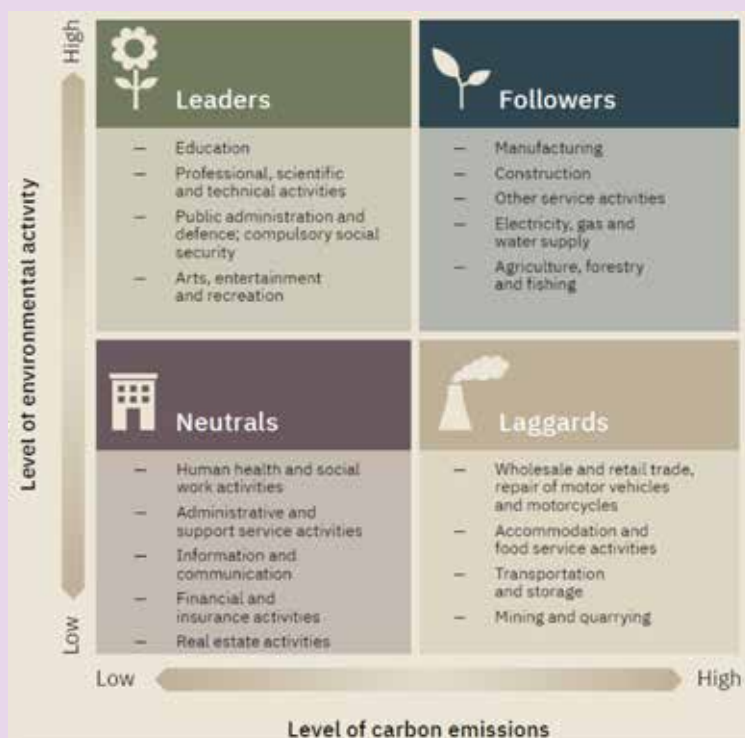 High
Level of environmental activity
Low
Leaders
— Education
— Professional, scientific
and technical activities
— Public administration and
defence; compulsory social
security
— Arts, entertainment
and recreation
Followers
— Manufacturing
— Construction
— Other service activities
— Electricity, gas and
water supply
— Agriculture, forestry
and fishing
Neutrals
— Human health and social
work activities
— Administrative and
support service activities
— Information and
communication
— Financial and
insurance activities
— Real estate activities
Laggards
— Wholesale and retail trade,
repair of motor vehicles
and motorcycles
— Accommodation and
food service activities
— Transportation
and storage
— Mining and quarrying
Low
High
Level of carbon emissions